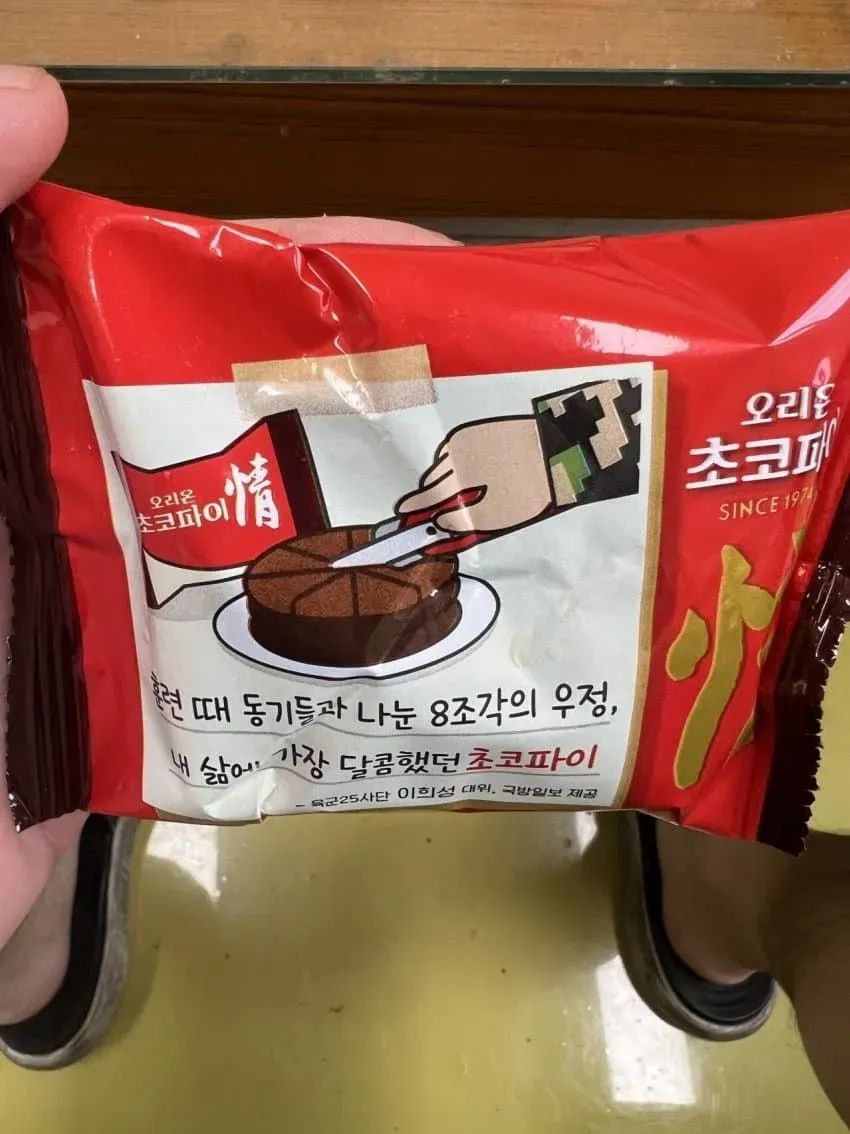 오리온
초코파이
SINCE 1974
오리온
초코파이 情
훈련 때 동기들과 나눈 8조각의 우정,
내 삶에 가장 달콤했던 초코파이
- 육군25사단 이희성 대위, 국방일보 제공